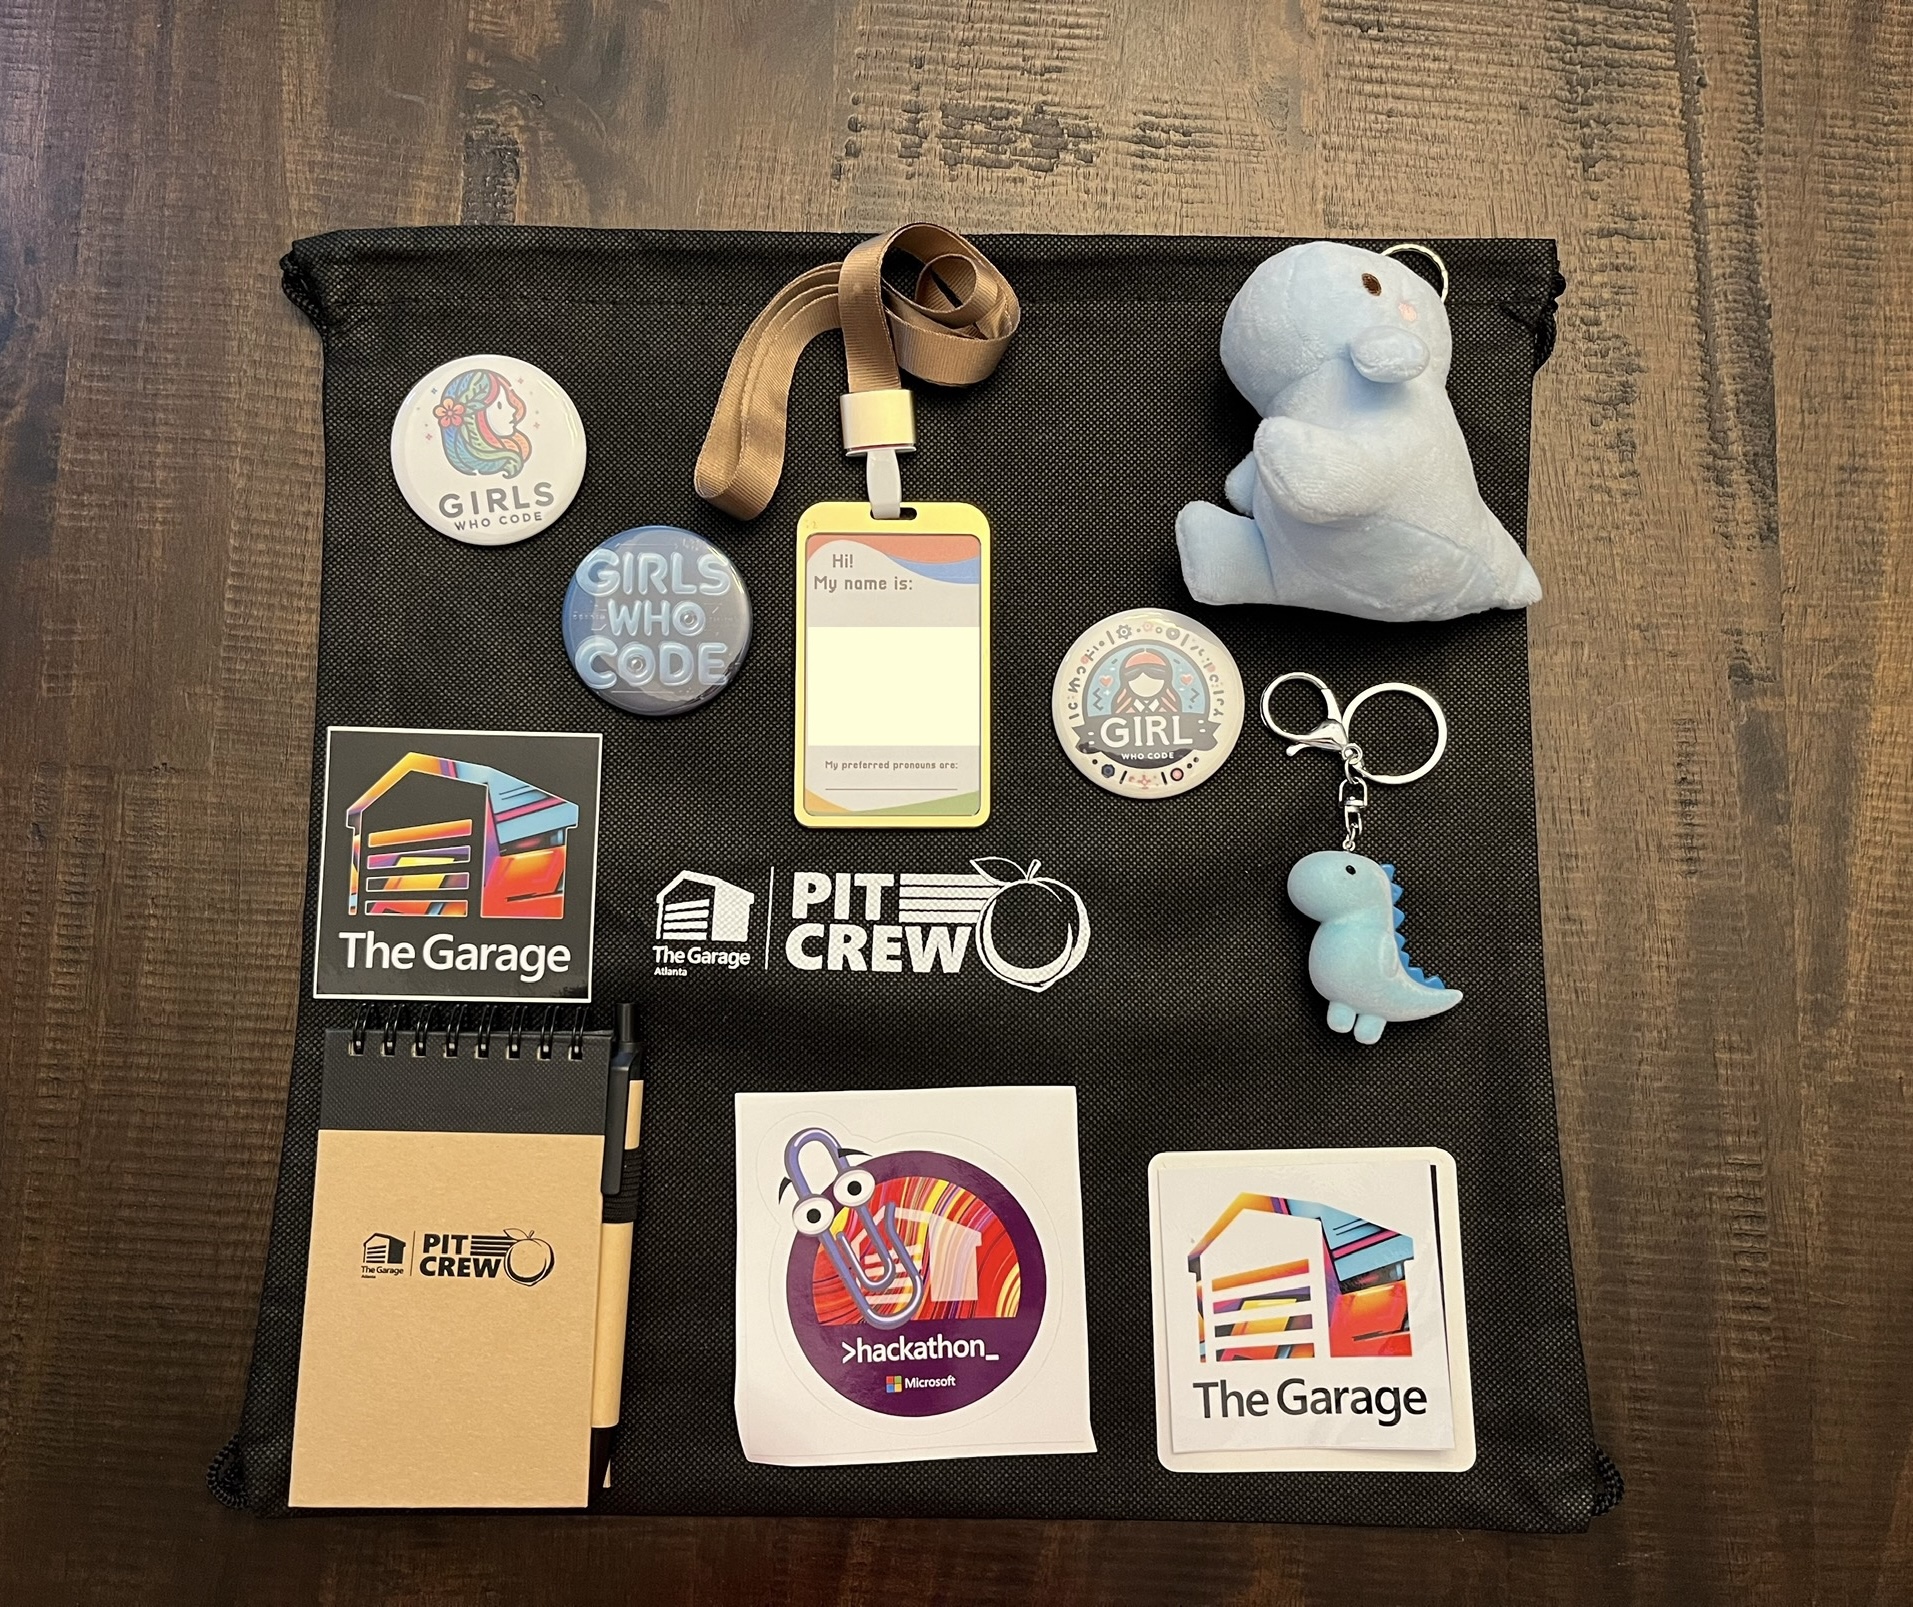 GIRLS
WHO CODE
GIRLS
WHO
CODE
Hi!
My name is:
My preferred pronouns are:
GIRL
WHO CODE
The Garage
The Garage
Atlanta
PIT
CREW
The Garage
Atlanta
PIT
CREW
>hackathon_
Microsoft
The Garage